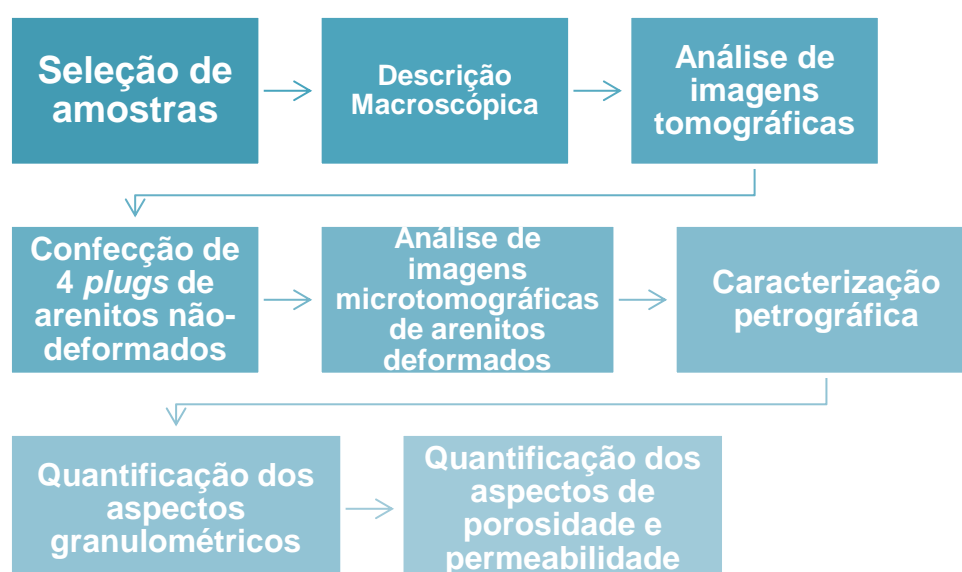 Seleção de
amostras
Descrição
Macroscópica
Análise de
imagens
tomográficas
Confecção de
4 plugs de
arenitos não-
deformados
Análise de
imagens
microtomográficas
de arenitos
deformados
Caracterização
petrográfica
Quantificação dos
aspectos
granulométricos
Quantificação dos
aspectos de
porosidade e
permeabilidade